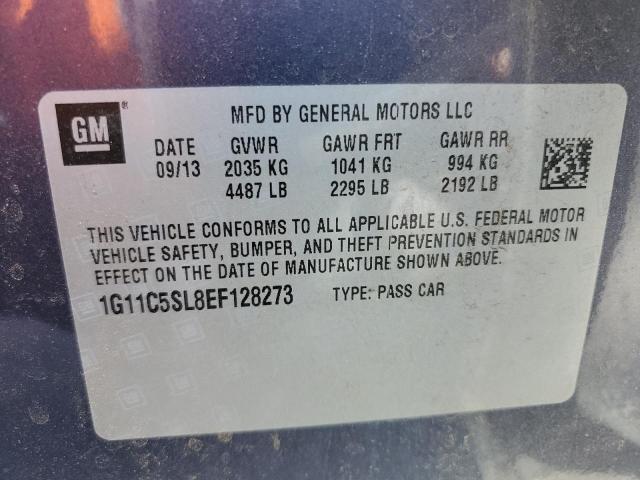 GM®
MFD BY GENERAL MOTORS LLC
DATE GVWR GAWR FRT GAWR RR
09/13 2035 KG 1041 KG 994 KG
4487 LB 2295 LB 2192 LB
THIS VEHICLE CONFORMS TO ALL APPLICABLE U.S. FEDERAL MOTOR
VEHICLE SAFETY, BUMPER, AND THEFT PREVENTION STANDARDS IN
EFFECT ON THE DATE OF MANUFACTURE SHOWN ABOVE.
1G11C5SL8EF128273 TYPE: PASS CAR